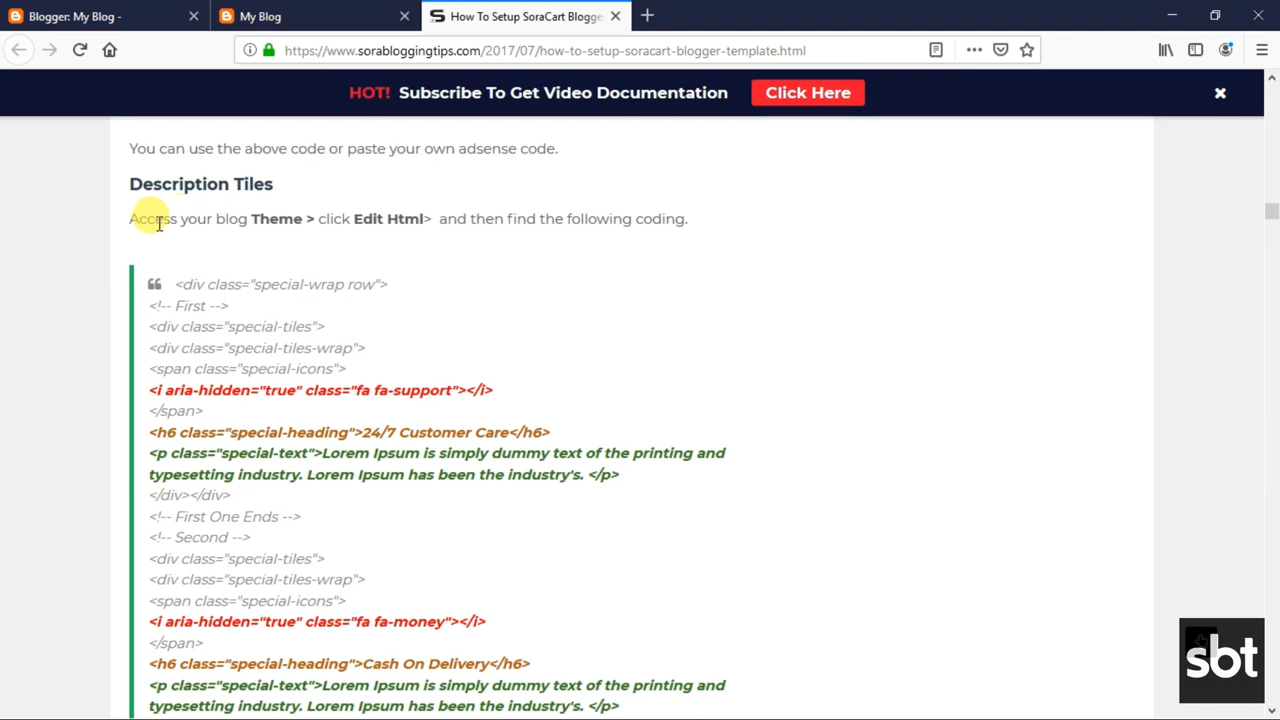 Blogger: My Blog -
My Blog
How To Setup SoraCart Blogger
https://www.sorabloggingtips.com/2017/07/how-to-setup-soracart-blogger-template.html
HOT! Subscribe To Get Video Documentation
Click Here
You can use the above code or paste your own adsense code.
Description Tiles
Access your blog Theme > click Edit Html>  and then find the following coding.
<div class="special-wrap row">
<!-- First -->
<div class="special-tiles">
<div class="special-tiles-wrap">
<span class="special-icons">
<i aria-hidden="true" class="fa fa-support"></i>
</span>
<h6 class="special-heading">24/7 Customer Care</h6>
<p class="special-text">Lorem Ipsum is simply dummy text of the printing and
typesetting industry. Lorem Ipsum has been the industry's. </p>
</div></div>
<!-- First One Ends -->
<!-- Second -->
<div class="special-tiles">
<div class="special-tiles-wrap">
<span class="special-icons">
<i aria-hidden="true" class="fa fa-money"></i>
</span>
<h6 class="special-heading">Cash On Delivery</h6>
<p class="special-text">Lorem Ipsum is simply dummy text of the printing and
typesetting industry. Lorem Ipsum has been the industry's. </p>
sbt